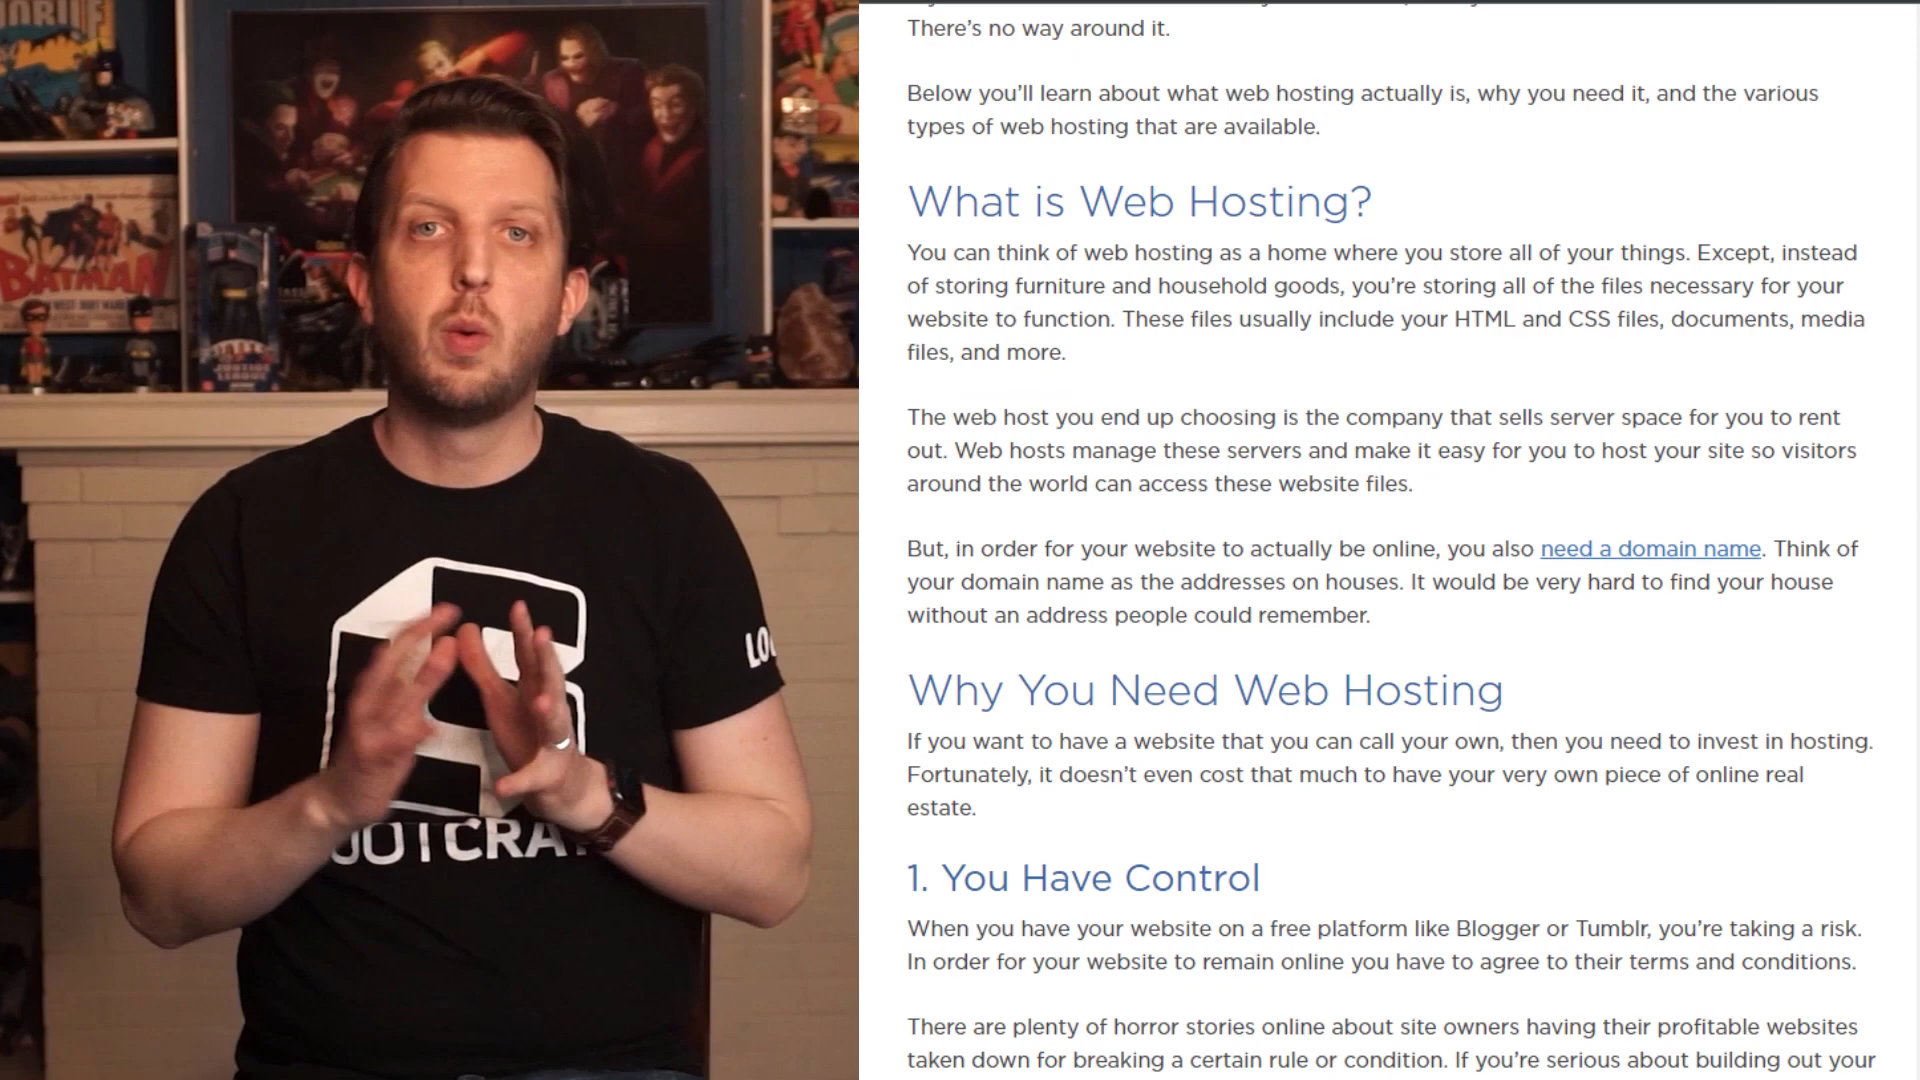 There’s no way around it.
Below you’ll learn about what web hosting actually is, why you need it, and the various
types of web hosting that are available.
What is Web Hosting?
You can think of web hosting as a home where you store all of your things. Except, instead
of storing furniture and household goods, you’re storing all of the files necessary for your
website to function. These files usually include your HTML and CSS files, documents, media
files, and more.
The web host you end up choosing is the company that sells server space for you to rent
out. Web hosts manage these servers and make it easy for you to host your site so visitors
around the world can access these website files.
But, in order for your website to actually be online, you also need a domain name. Think of
your domain name as the addresses on houses. It would be very hard to find your house
without an address people could remember.
Why You Need Web Hosting
If you want to have a website that you can call your own, then you need to invest in hosting.
Fortunately, it doesn’t even cost that much to have your very own piece of online real
estate.
1. You Have Control
When you have your website on a free platform like Blogger or Tumblr, you’re taking a risk.
In order for your website to remain online you have to agree to their terms and conditions.
There are plenty of horror stories online about site owners having their profitable websites
taken down for breaking a certain rule or condition. If you’re serious about building out your
BATMAN
JUSTICE
LEAGUE
OOTCRA
LO